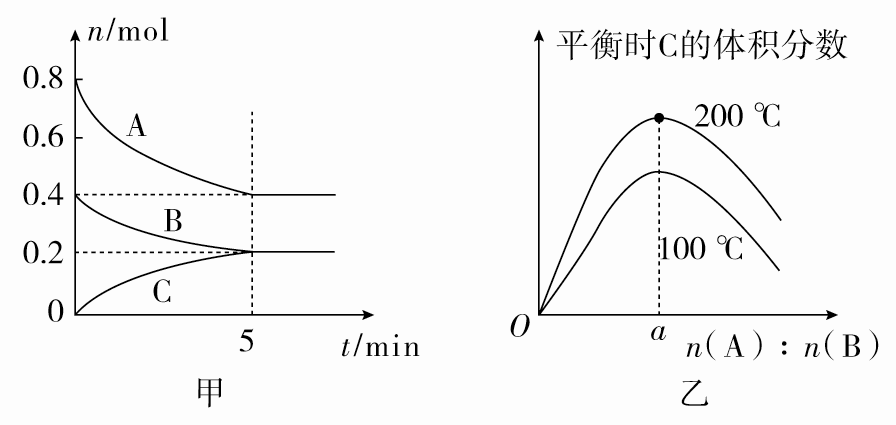 n/mol
0.8
0.6
0.4
0.2
0
A
B
C
5
t/min
甲
平衡时C的体积分数
200 ℃
100 ℃
O
a
n(A)：n(B)
乙